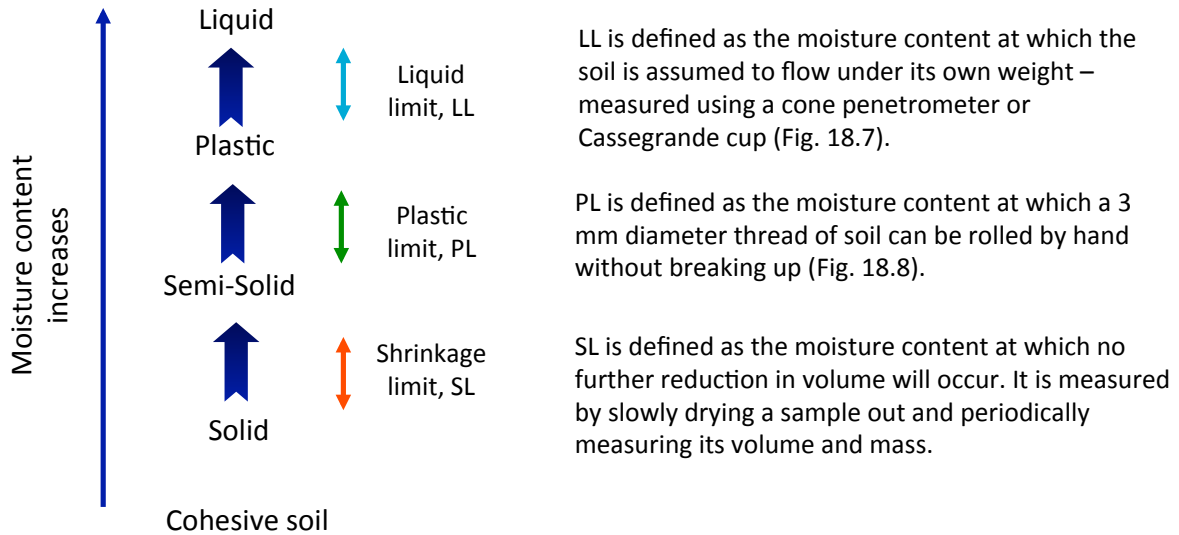 Liquid
Liquid
limit, LL
Plastic
Plastic
limit, PL
Semi-Solid
Shrinkage
limit, SL
Solid
Cohesive soil
Moisture content
increases
LL is defined as the moisture content at which the
soil is assumed to flow under its own weight –
measured using a cone penetrometer or
Cassegrande cup (Fig. 18.7).
PL is defined as the moisture content at which a 3
mm diameter thread of soil can be rolled by hand
without breaking up (Fig. 18.8).
SL is defined as the moisture content at which no
further reduction in volume will occur. It is measured
by slowly drying a sample out and periodically
measuring its volume and mass.